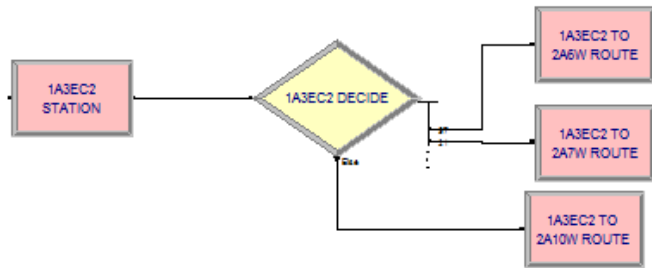 1A3EC2
STATION
1A3EC2 DECIDE
Else
1A3EC2 TO
2A6W ROUTE
1A3EC2 TO
2A7W ROUTE
1A3EC2 TO
2A10W ROUTE